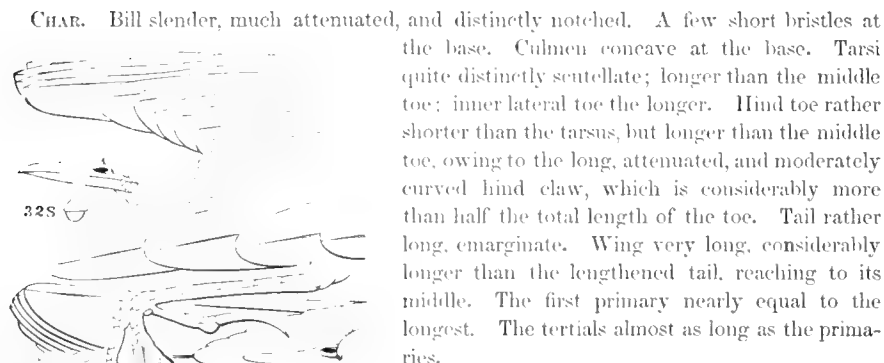 CHAR. Bill slender, much attenuated, and distinctly notched. A few short bristles at
the base. Culmen concave at the base. Tarsi
quite distinctly scutellate; longer than the middle
toe; inner lateral toe the longer. Hind toe rather
shorter than the tarsus, but longer than the middle
toe, owing to the long, attenuated, and moderately
curved hind claw, which is considerably more
than half the total length of the toe. Tail rather
long, emarginate. Wing very long, considerably
longer than the lengthened tail, reaching to its
middle. The first primary nearly equal to the
longest. The tertials almost as long as the prima-
ries.
328